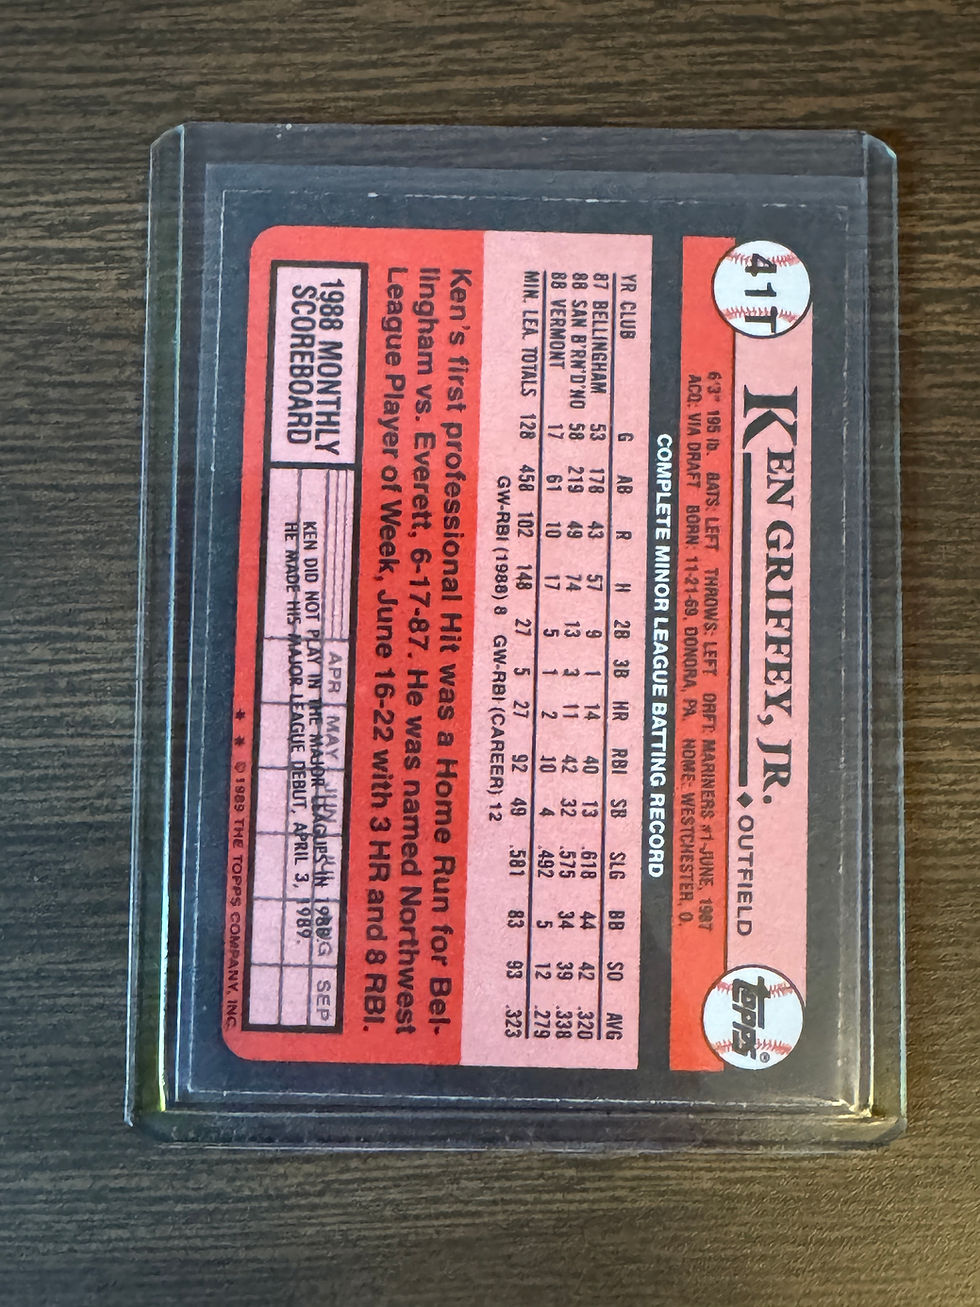 41T
KEN GRIFFEY, JR. ♦ OUTFIELD
topps®
6'3" 195 lb. BATS: LEFT THROWS: LEFT DRFT: MARINERS #1-JUNE, 1987
ACQ: VIA DRAFT BORN: 11-21-69, DONORA, PA. HOME: WESTCHESTER, O.
COMPLETE MINOR LEAGUE BATTING RECORD
YR CLUB G AB R H 2B 3B HR RBI SB SLG BB SO AVG
87 BELLINGHAM 53 178 43 57 9 1 14 40 13 .618 44 42 .320
88 SAN B'RN'D'NO 58 219 49 74 13 3 11 42 32 .575 34 39 .338
88 VERMONT 17 61 10 17 5 1 2 10 4 .492 5 12 .279
MIN. LEA. TOTALS 128 458 102 148 27 5 27 92 49 .581 83 93 .323
GW-RBI (1988) 8 GW-RBI (CAREER) 12
Ken's first professional Hit was a Home Run for Bel-
lingham vs. Everett, 6-17-87. He was named Northwest
League Player of Week, June 16-22 with 3 HR and 8 RBI.
1988 MONTHLY
SCOREBOARD
APR MAY SEP
KEN DID NOT PLAY IN THE MAJOR LEAGUES IN 1988.
HE MADE HIS MAJOR LEAGUE DEBUT, APRIL 3, 1989.
* * © 1989 THE TOPPS COMPANY, INC.